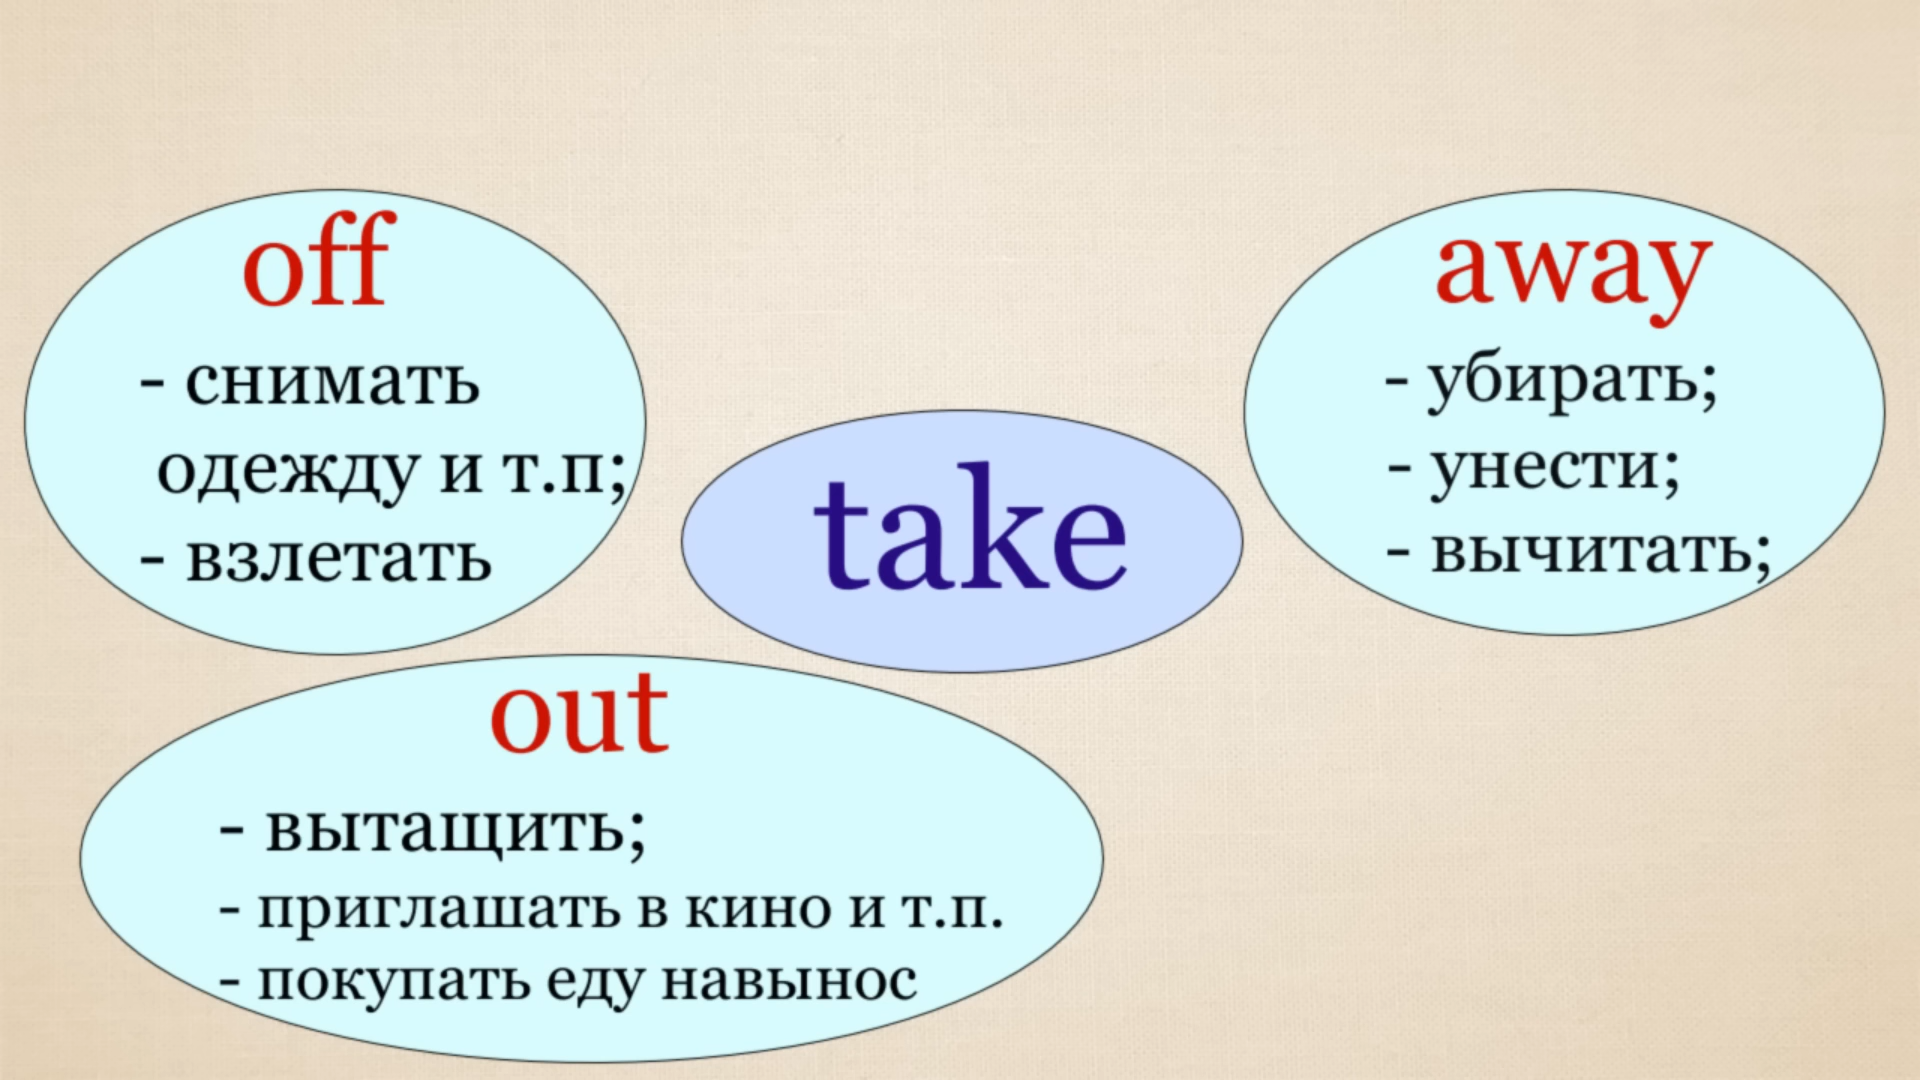 off
- снимать
одежду и т.п;
- взлетать
take
away
- убирать;
- унести;
- вычитать;
out
- вытащить;
- приглашать в кино и т.п.
- покупать еду навынос